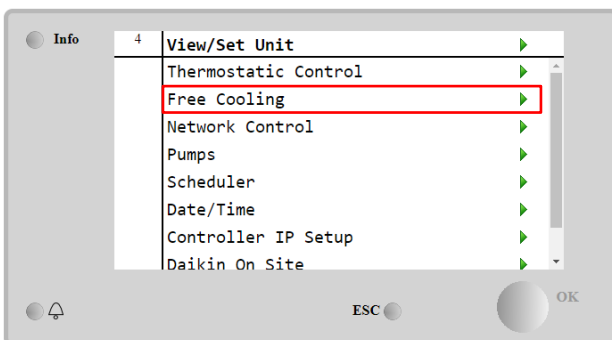 Info
4 View/Set Unit
Thermostatic Control
Free Cooling
Network Control
Pumps
Scheduler
Date/Time
Controller IP Setup
Daikin On Site
ESC
OK